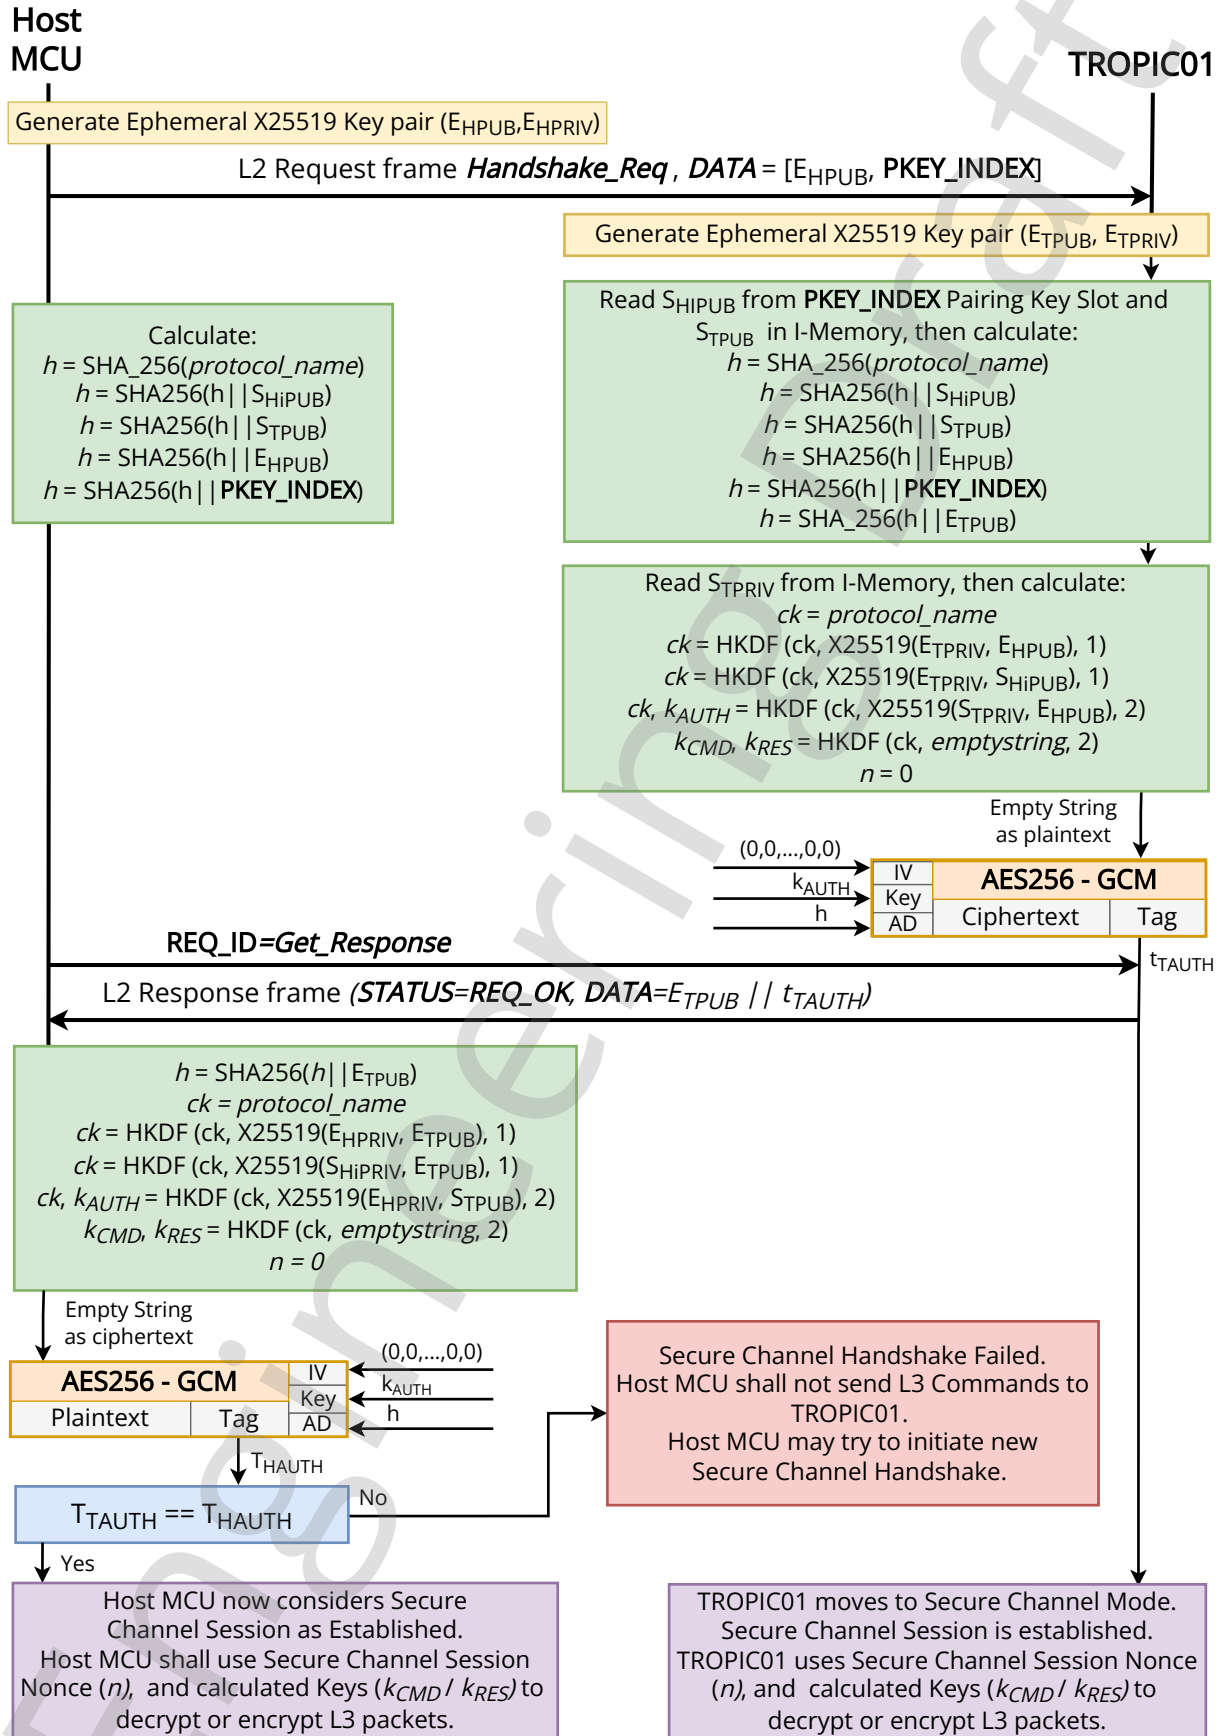 Host
MCU
TROPIC01
Generate Ephemeral X25519 Key pair (EHPUB,EHPRIV)
L2 Request frame Handshake_Req , DATA = [EHPUB, PKEY_INDEX]
Generate Ephemeral X25519 Key pair (ETPUB, ETPRIV)
Calculate:
h = SHA_256(protocol_name)
h = SHA256(h||SHiPUB)
h = SHA256(h||STPUB)
h = SHA256(h||EHPUB)
h = SHA256(h||PKEY_INDEX)
Read SHIPUB from PKEY_INDEX Pairing Key Slot and
STPUB in I-Memory, then calculate:
h = SHA_256(protocol_name)
h = SHA256(h||SHiPUB)
h = SHA256(h||STPUB)
h = SHA256(h||EHPUB)
h = SHA256(h||PKEY_INDEX)
h = SHA_256(h||ETPUB)
Read STPRIV from I-Memory, then calculate:
ck = protocol_name
ck = HKDF (ck, X25519(ETPRIV, EHPUB), 1)
ck = HKDF (ck, X25519(ETPRIV, SHiPUB), 1)
ck, kAUTH = HKDF (ck, X25519(STPRIV, EHPUB), 2)
kCMD, kRES = HKDF (ck, emptystring, 2)
n = 0
Empty String
as plaintext
(0,0,...,0,0)
kAUTH
h
IV
Key
AD
AES256 - GCM
Ciphertext
Tag
tTAUTH
REQ_ID=Get_Response
L2 Response frame (STATUS=REQ_OK, DATA=ETPUB || tTAUTH)
h = SHA256(h||ETPUB)
ck = protocol_name
ck = HKDF (ck, X25519(EHPRIV, ETPUB), 1)
ck = HKDF (ck, X25519(SHiPRIV, ETPUB), 1)
ck, kAUTH = HKDF (ck, X25519(EHPRIV, STPUB), 2)
kCMD, kRES = HKDF (ck, emptystring, 2)
n = 0
Empty String
as ciphertext
AES256 - GCM
Plaintext
Tag
IV
Key
AD
(0,0,...,0,0)
kAUTH
h
THAUTH
TTAUTH == THAUTH
No
Yes
Secure Channel Handshake Failed.
Host MCU shall not send L3 Commands to
TROPIC01.
Host MCU may try to initiate new
Secure Channel Handshake.
Host MCU now considers Secure
Channel Session as Established.
Host MCU shall use Secure Channel Session
Nonce (n), and calculated Keys (kCMD / kRES) to
decrypt or encrypt L3 packets.
TROPIC01 moves to Secure Channel Mode.
Secure Channel Session is established.
TROPIC01 uses Secure Channel Session Nonce
(n), and calculated Keys (kCMD / kRES) to
decrypt or encrypt L3 packets.
Engineering Draft